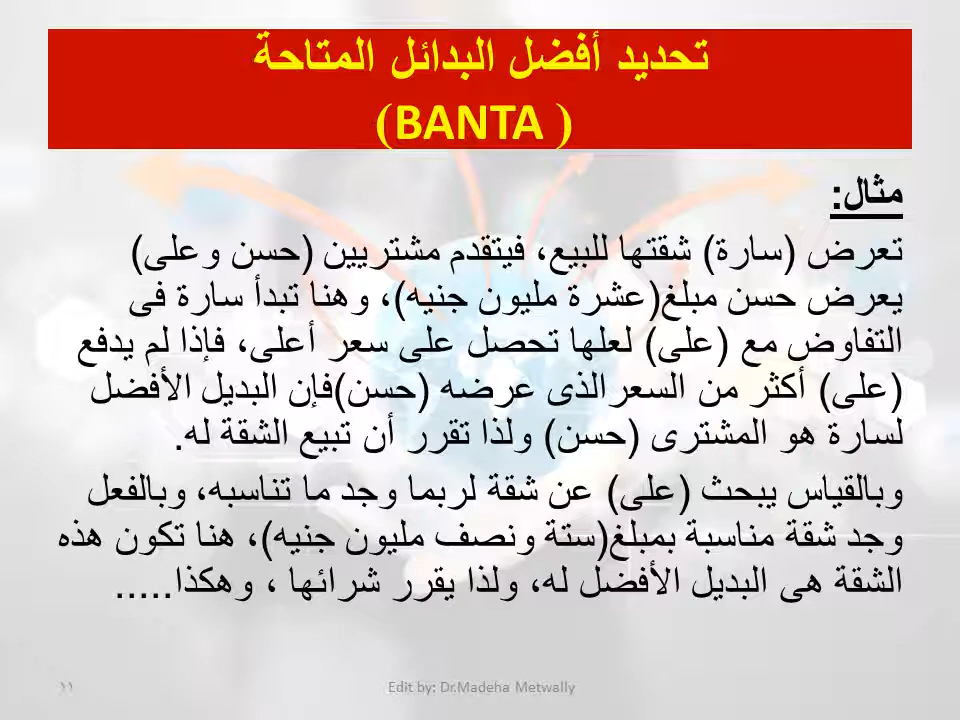 تحديد أفضل البدائل المتاحة
(BANTA )
مثال:
تعرض (سارة) شقتها للبيع، فيتقدم مشتريين (حسن وعلى)
يعرض حسن مبلغ(عشرة مليون جنيه)، وهنا تبدأ سارة فى
التفاوض مع (على) لعلها تحصل على سعر أعلى، فإذا لم يدفع
(على) أكثر من السعرالذى عرضه (حسن)فإن البديل الأفضل
لسارة هو المشترى (حسن) ولذا تقرر أن تبيع الشقة له.
وبالقياس يبحث (على) عن شقة لربما وجد ما تناسبه، وبالفعل
وجد شقة مناسبة بمبلغ(ستة ونصف مليون جنيه)، هنا تكون هذه
الشقة هى البديل الأفضل له، ولذا يقرر شرائها ، وهكذا.....
Edit by: Dr.Madeha Metwally
١١